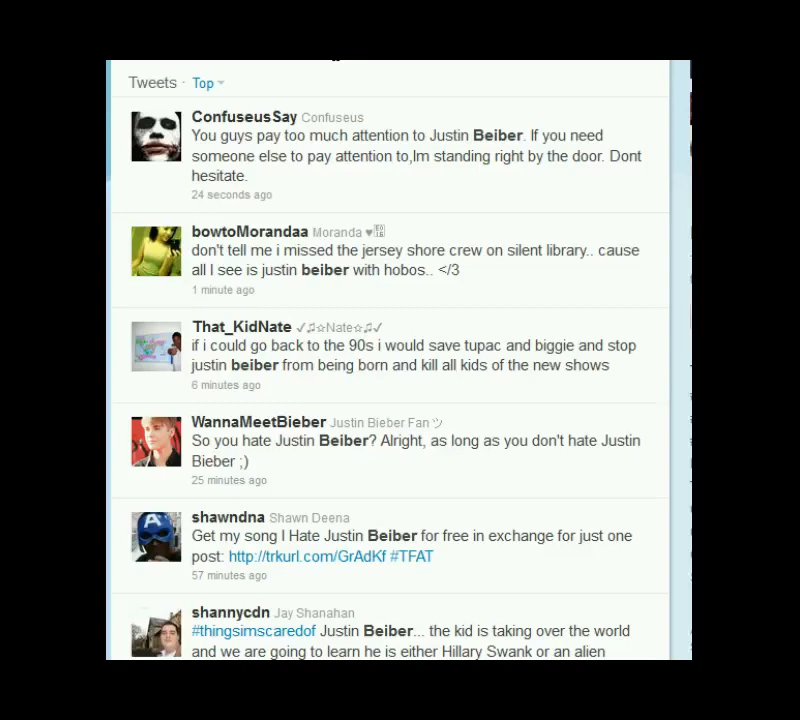 Tweets · Top
ConfuseusSay Confuseus
You guys pay too much attention to Justin Beiber. If you need
someone else to pay attention to,Im standing right by the door. Dont
hesitate.
24 seconds ago
bowtoMorandaa Moranda ♥
don't tell me i missed the jersey shore crew on silent library.. cause
all I see is justin beiber with hobos.. </3
1 minute ago
That_KidNate ✓♫☆Nate☆♫✓
if i could go back to the 90s i would save tupac and biggie and stop
justin beiber from being born and kill all kids of the new shows
6 minutes ago
WannaMeetBieber Justin Bieber Fan ツ
So you hate Justin Beiber? Alright, as long as you don't hate Justin
Bieber ;)
25 minutes ago
shawndna Shawn Deena
Get my song I Hate Justin Beiber for free in exchange for just one
post: http://trkurl.com/GrAdKf #TFAT
57 minutes ago
shannycdn Jay Shanahan
#thingsimscaredof Justin Beiber... the kid is taking over the world
and we are going to learn he is either Hillary Swank or an alien